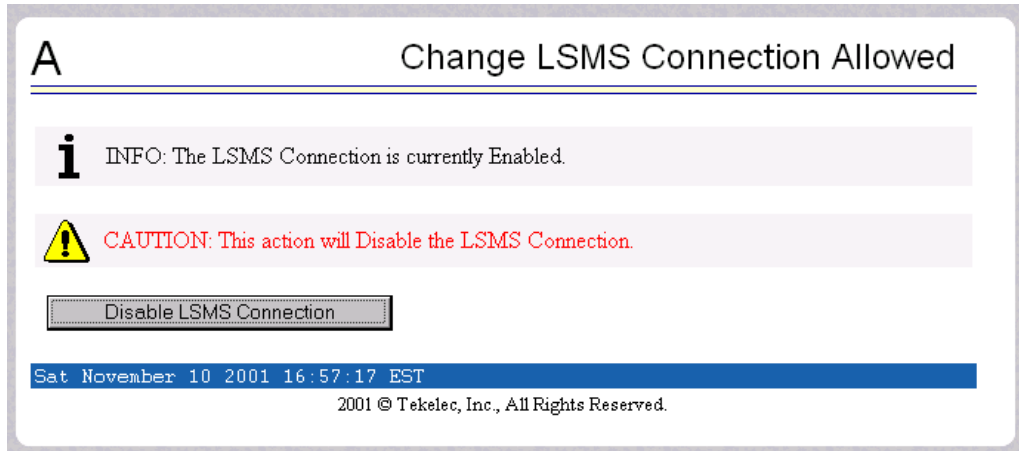 A
Change LSMS Connection Allowed
i
INFO: The LSMS Connection is currently Enabled.
CAUTION: This action will Disable the LSMS Connection.
Disable LSMS Connection
Sat November 10 2001 16:57:17 EST
2001 © Tekelec, Inc., All Rights Reserved.